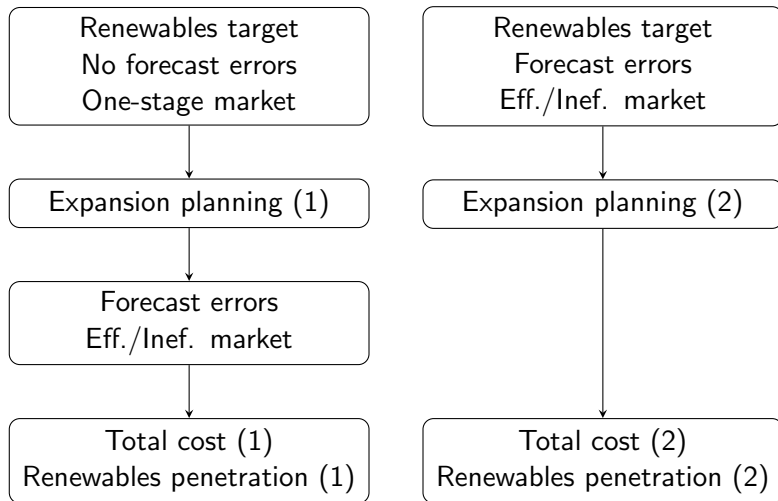 Renewables target
No forecast errors
One-stage market
Expansion planning (1)
Forecast errors
Eff./Inef. market
Total cost (1)
Renewables penetration (1)
Renewables target
Forecast errors
Eff./Inef. market
Expansion planning (2)
Total cost (2)
Renewables penetration (2)